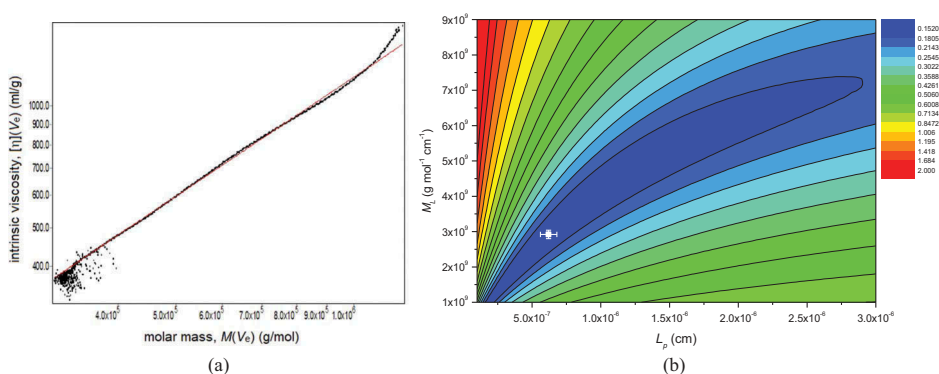 intrinsic viscosity, [η](Ve) (ml/g)
1000.0
900.0
800.0
700.0
600.0
500.0
400.0
4.0x10⁵
5.0x10⁵
6.0x10⁵
7.0x10⁵
8.0x10⁵
9.0x10⁵
1.0x10⁶
molar mass, M(Ve) (g/mol)
(a)
M_L (g mol⁻¹ cm⁻¹)
9x10⁹
8x10⁹
7x10⁹
6x10⁹
5x10⁹
4x10⁹
3x10⁹
2x10⁹
1x10⁹
5.0x10⁻⁷
1.0x10⁻⁶
1.5x10⁻⁶
2.0x10⁻⁶
2.5x10⁻⁶
3.0x10⁻⁶
L_p (cm)
0.1520
0.1805
0.2143
0.2545
0.3022
0.3588
0.4261
0.5060
0.6008
0.7134
0.8472
1.006
1.195
1.418
1.684
2.000
(b)